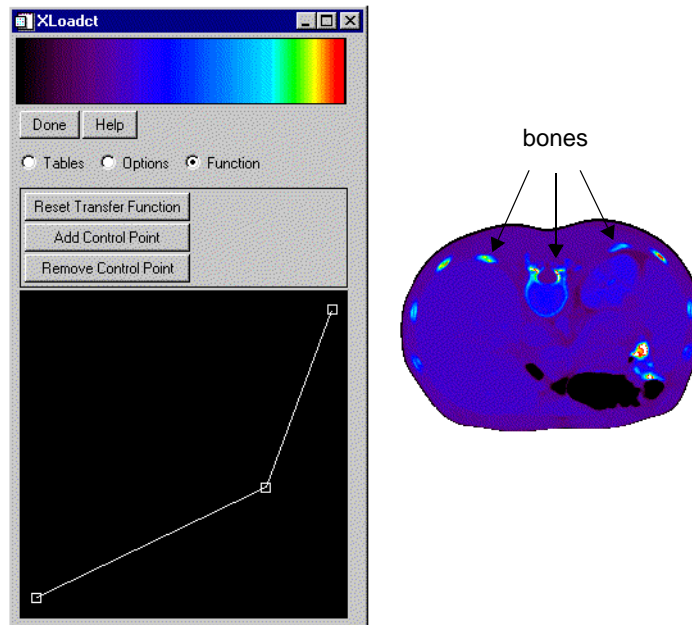 XLoadct
Done Help
Tables Options Function
Reset Transfer Function
Add Control Point
Remove Control Point
bones